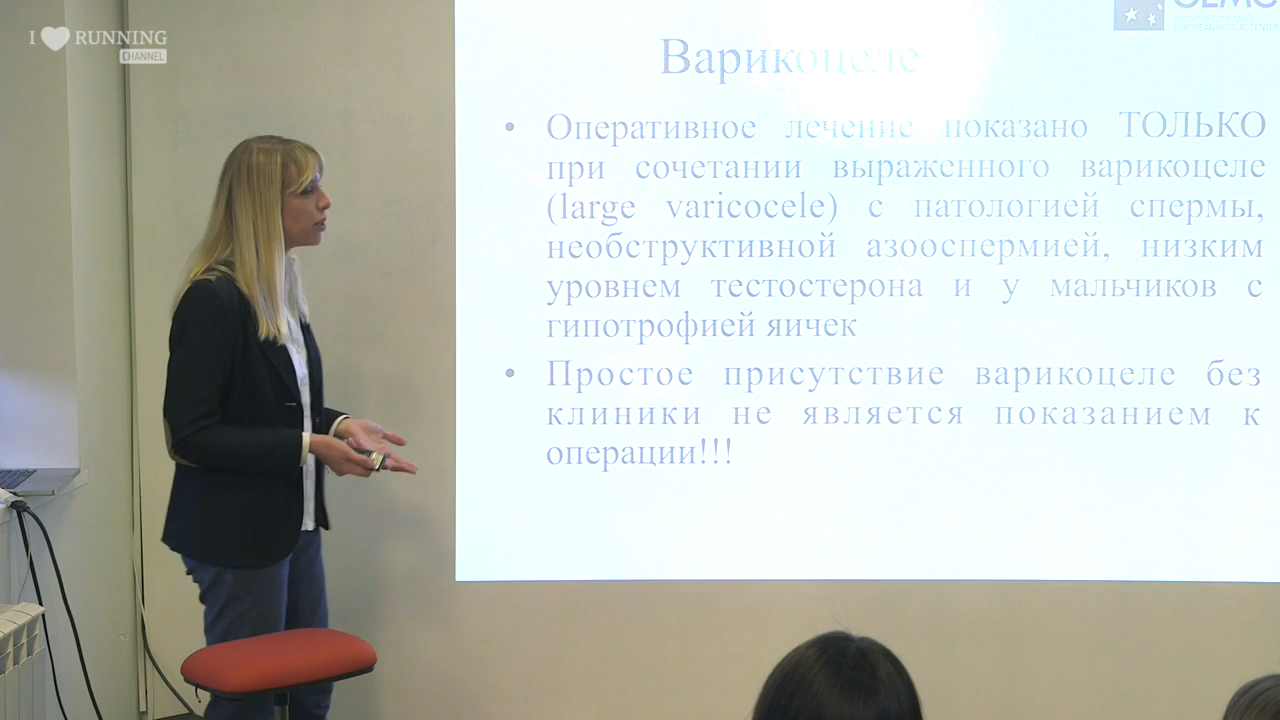 I RUNNING
CHANNEL
Варикоцеле
• Оперативное лечение показано ТОЛЬКО
при сочетании выраженного варикоцеле
(large varicocele) с патологией спермы,
необструктивной азооспермией, низким
уровнем тестостерона и у мальчиков с
гипотрофией яичек
• Простое присутствие варикоцеле без
клиники не является показанием к
операции!!!